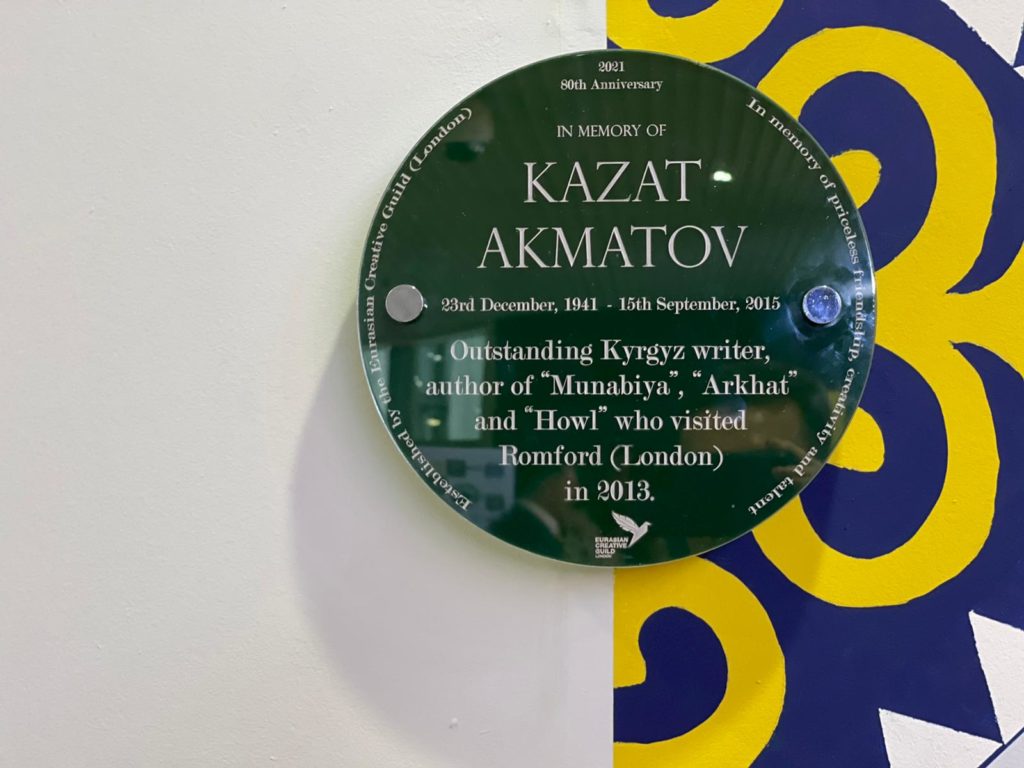 2021
80th Anniversary
IN MEMORY OF
KAZAT
AKMATOV
23rd December, 1941 - 15th September, 2015
Outstanding Kyrgyz writer,
author of “Munabiya”, “Arkhat”
and “Howl” who visited
Romford (London)
in 2013.
EURASIAN
CREATIVE
GUILD
LONDON
Esteblished by the Eurasian Creative Guild (London)
In memory of priceless friendship, creativity and talent